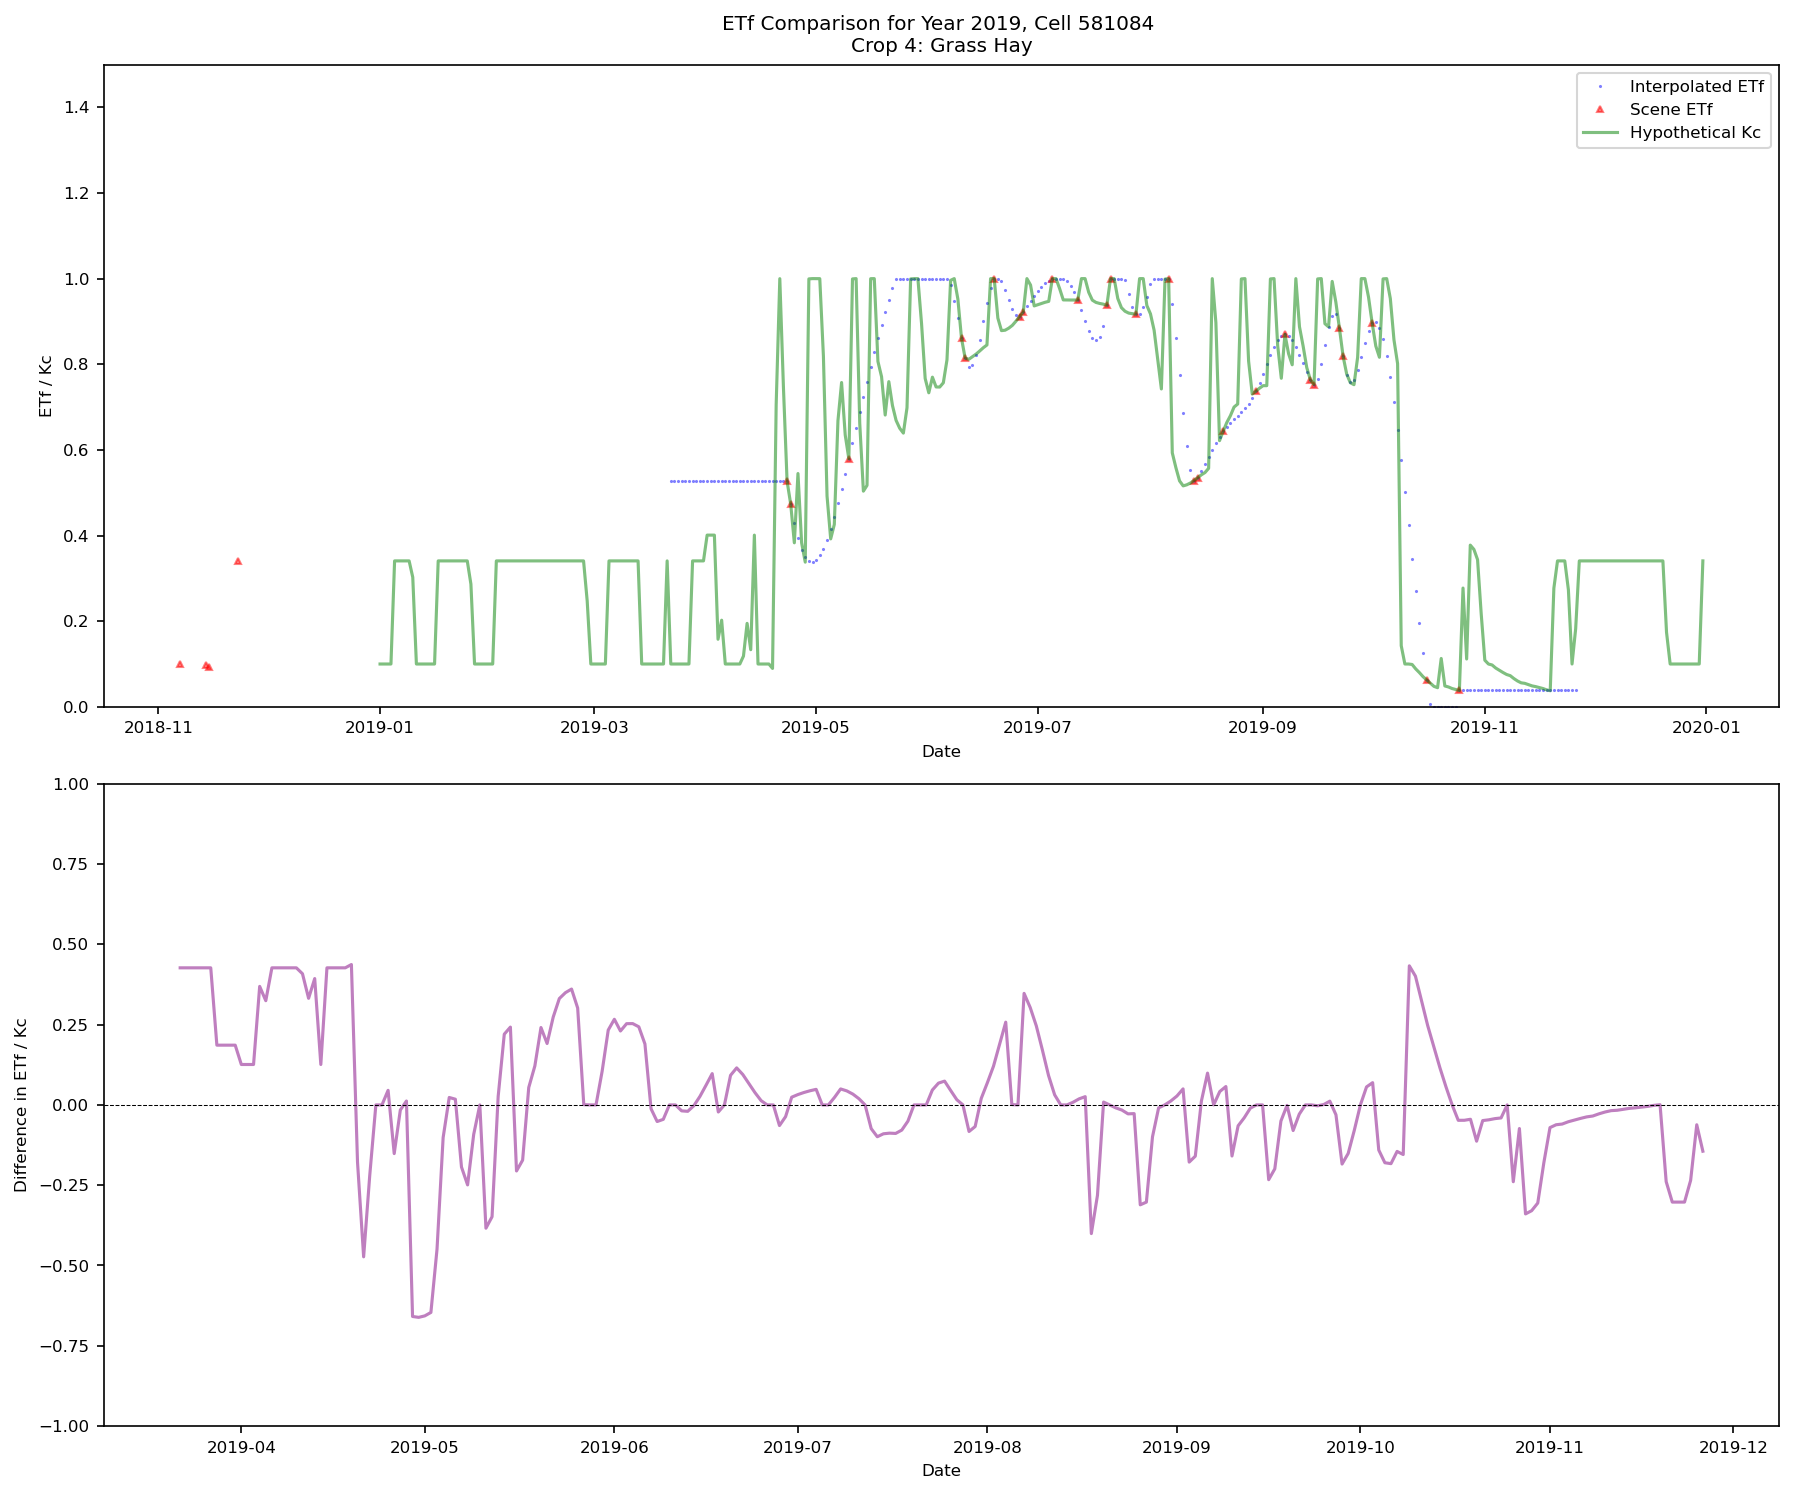 ETf Comparison for Year 2019, Cell 581084
Crop 4: Grass Hay
Interpolated ETf
Scene ETf
Hypothetical Kc
ETf / Kc
1.4
1.2
1.0
0.8
0.6
0.4
0.2
0.0
2018-11 2019-01 2019-03 2019-05 2019-07 2019-09 2019-11 2020-01
Date
Difference in ETf / Kc
1.00
0.75
0.50
0.25
0.00
−0.25
−0.50
−0.75
−1.00
2019-04 2019-05 2019-06 2019-07 2019-08 2019-09 2019-10 2019-11 2019-12
Date